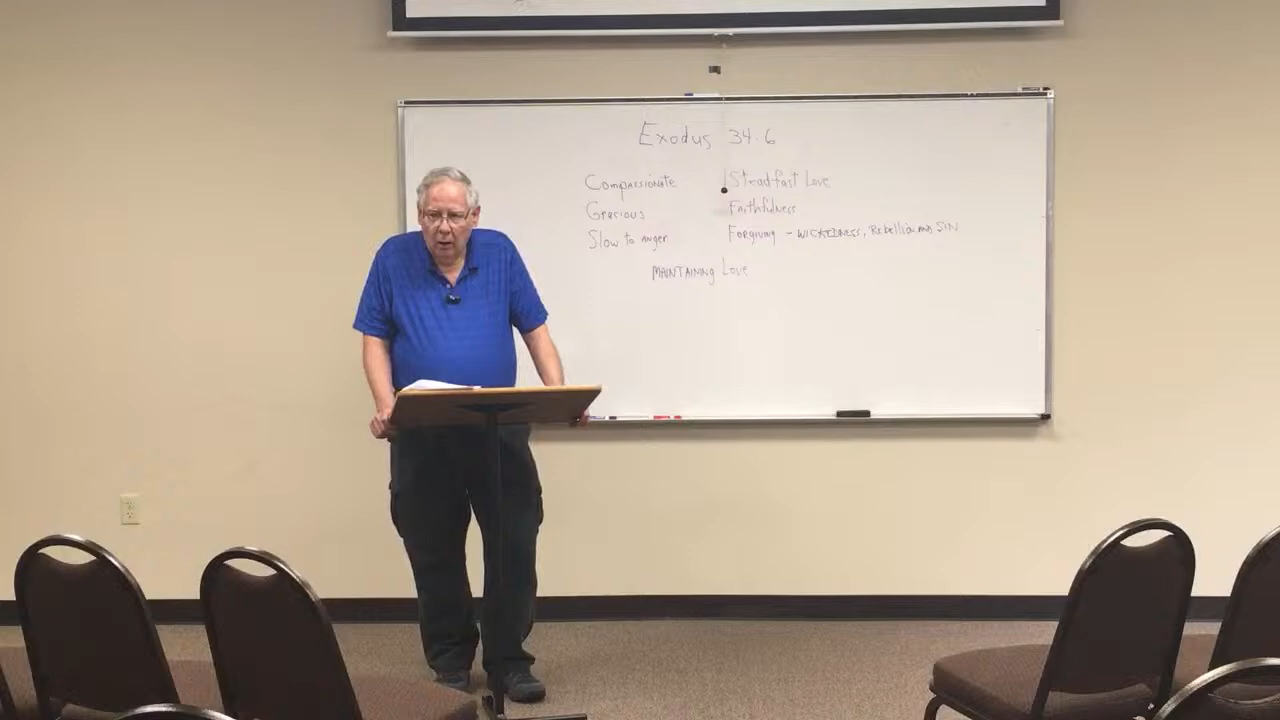 Exodus 34.6
Compassionate Steadfast Love
Gracious Faithfulness
Slow to anger Forgiving - WICKEDNESS, Rebellion AND SIN
MAINTAINING Love